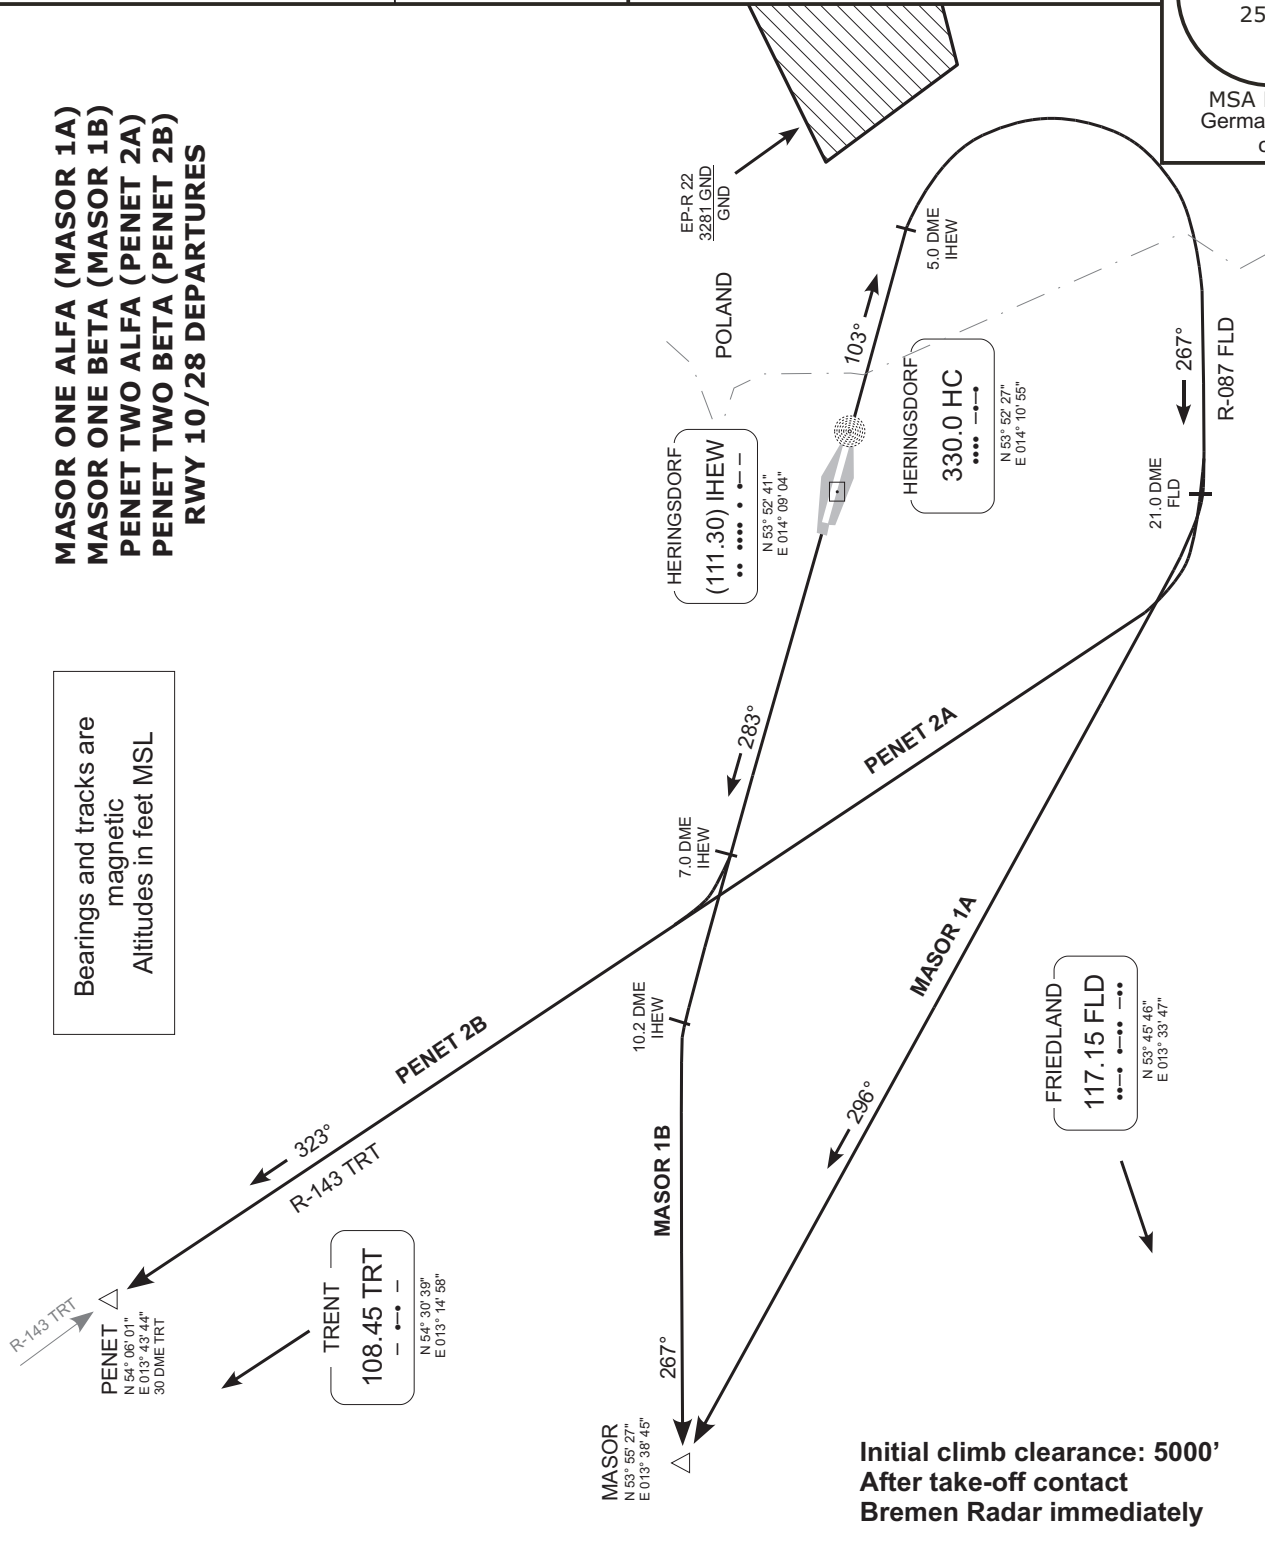 MASOR ONE ALFA (MASOR 1A)
MASOR ONE BETA (MASOR 1B)
PENET TWO ALFA (PENET 2A)
PENET TWO BETA (PENET 2B)
RWY 10/28 DEPARTURES
Bearings and tracks are
magnetic
Altitudes in feet MSL
25
MSA
Germa
EP-R 22
3281 GND
GND
POLAND
5.0 DME
IHEW
103°
HERINGSDORF
(111.30) IHEW
N 53° 52' 41"
E 014° 09' 04"
HERINGSDORF
330.0 HC
N 53° 52' 27"
E 014° 10' 55"
267°
R-087 FLD
21.0 DME
FLD
283°
7.0 DME
IHEW
PENET 2A
MASOR 1A
10.2 DME
IHEW
PENET 2B
323°
R-143 TRT
MASOR 1B
296°
FRIEDLAND
117.15 FLD
N 53° 45' 46"
E 013° 33' 47"
R-143 TRT
PENET
N 54° 06' 01"
E 013° 43' 44"
30 DME TRT
TRENT
108.45 TRT
N 54° 30' 39"
E 013° 14' 58"
267°
MASOR
N 53° 55' 27"
E 013° 38' 45"
Initial climb clearance: 5000’
After take-off contact
Bremen Radar immediately